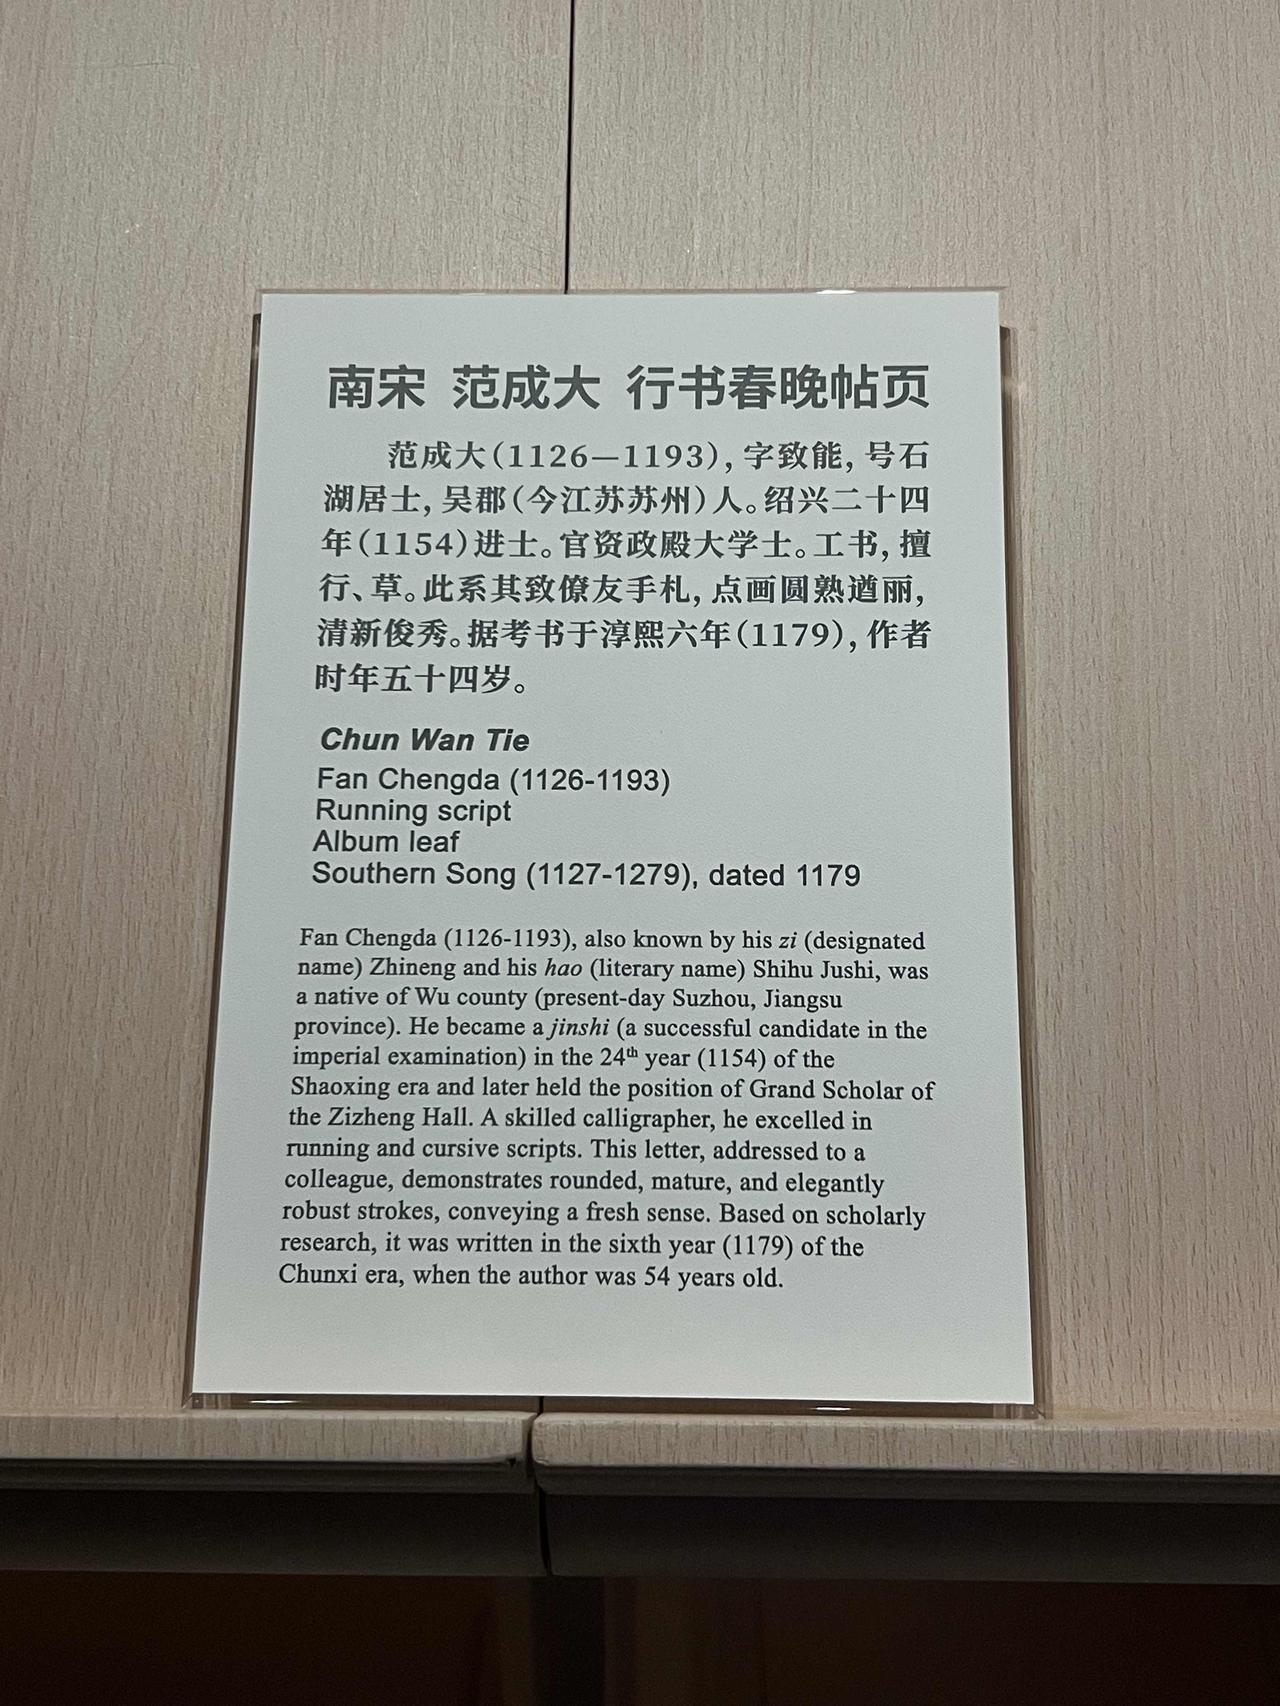 南宋 范成大 行书春晚帖页
范成大(1126—1193),字致能,号石
湖居士,吴郡(今江苏苏州)人。绍兴二十四
年(1154)进士。官资政殿大学士。工书,擅
行、草。此系其致僚友手札,点画圆熟遒丽,
清新俊秀。据考书于淳熙六年(1179),作者
时年五十四岁。
Chun Wan Tie
Fan Chengda (1126-1193)
Running script
Album leaf
Southern Song (1127-1279), dated 1179
Fan Chengda (1126-1193), also known by his zi (designated
name) Zhineng and his hao (literary name) Shihu Jushi, was
a native of Wu county (present-day Suzhou, Jiangsu
province). He became a jinshi (a successful candidate in the
imperial examination) in the 24th year (1154) of the
Shaoxing era and later held the position of Grand Scholar of
the Zizheng Hall. A skilled calligrapher, he excelled in
running and cursive scripts. This letter, addressed to a
colleague, demonstrates rounded, mature, and elegantly
robust strokes, conveying a fresh sense. Based on scholarly
research, it was written in the sixth year (1179) of the
Chunxi era, when the author was 54 years old.